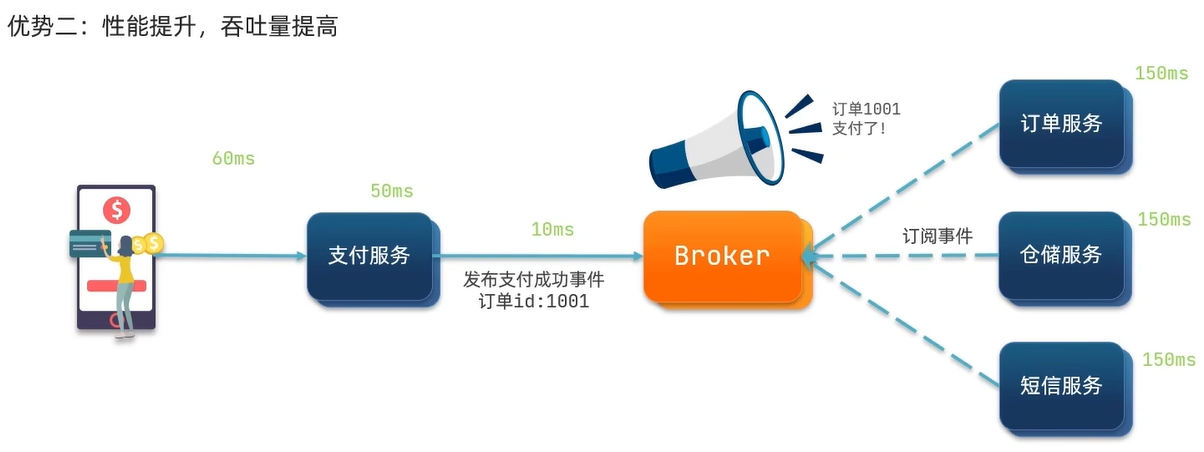 优势二：性能提升，吞吐量提高
150ms
订单1001
支付了！
订单服务
60ms
50ms
$
10ms
150ms
$ $
支付服务
Broker
订阅事件
仓储服务
发布支付成功事件
订单id:1001
150ms
短信服务